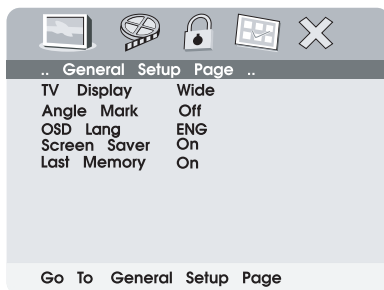 .. General Setup Page ..
TV Display Wide
Angle Mark Off
OSD Lang ENG
Screen Saver On
Last Memory On
Go To General Setup Page